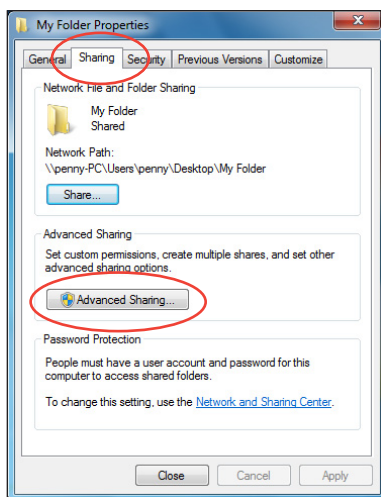 My Folder Properties
General Sharing Security Previous Versions Customize
Network File and Folder Sharing
My Folder
Shared
Network Path:
\\penny-PC\Users\penny\Desktop\My Folder
Share...
Advanced Sharing
Set custom permissions, create multiple shares, and set other
advanced sharing options.
Advanced Sharing...
Password Protection
People must have a user account and password for this
computer to access shared folders.
To change this setting, use the Network and Sharing Center.
Close Cancel Apply